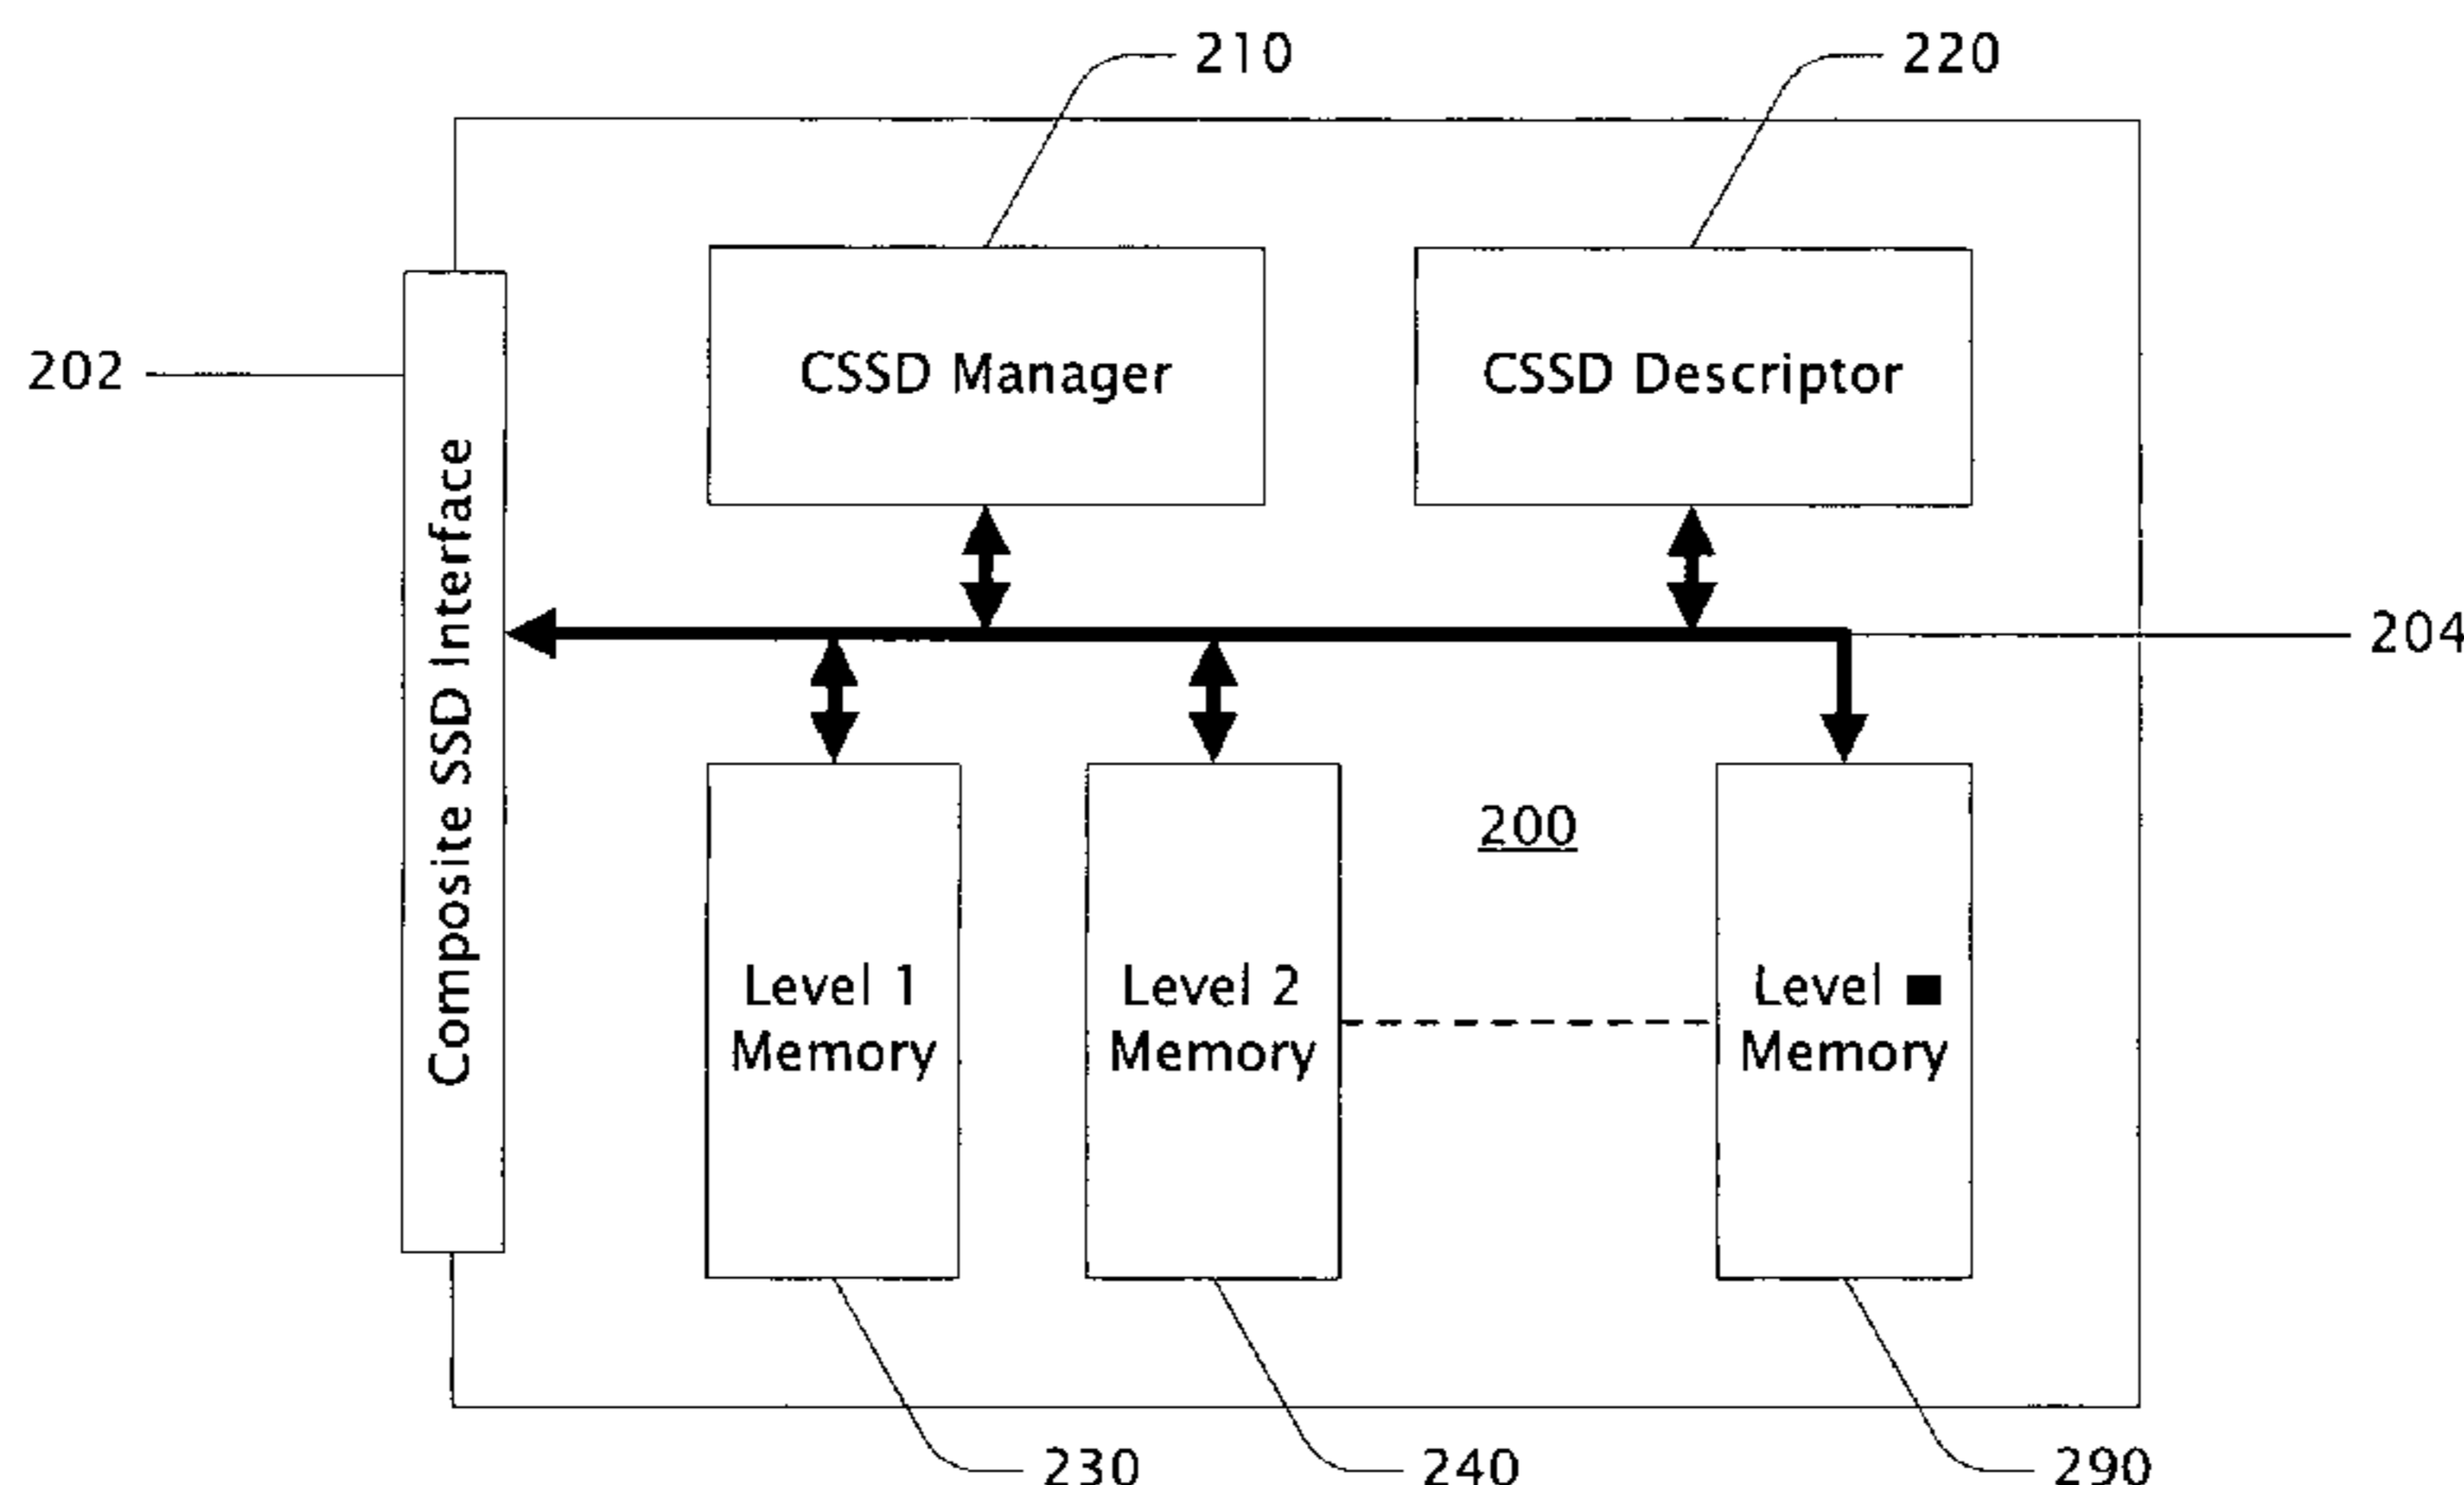 210
220
202
CSSD Manager
CSSD Descriptor
Composite SSD Interface
204
200
Level 1
Memory
Level 2
Memory
Level ■
Memory
230
240
290